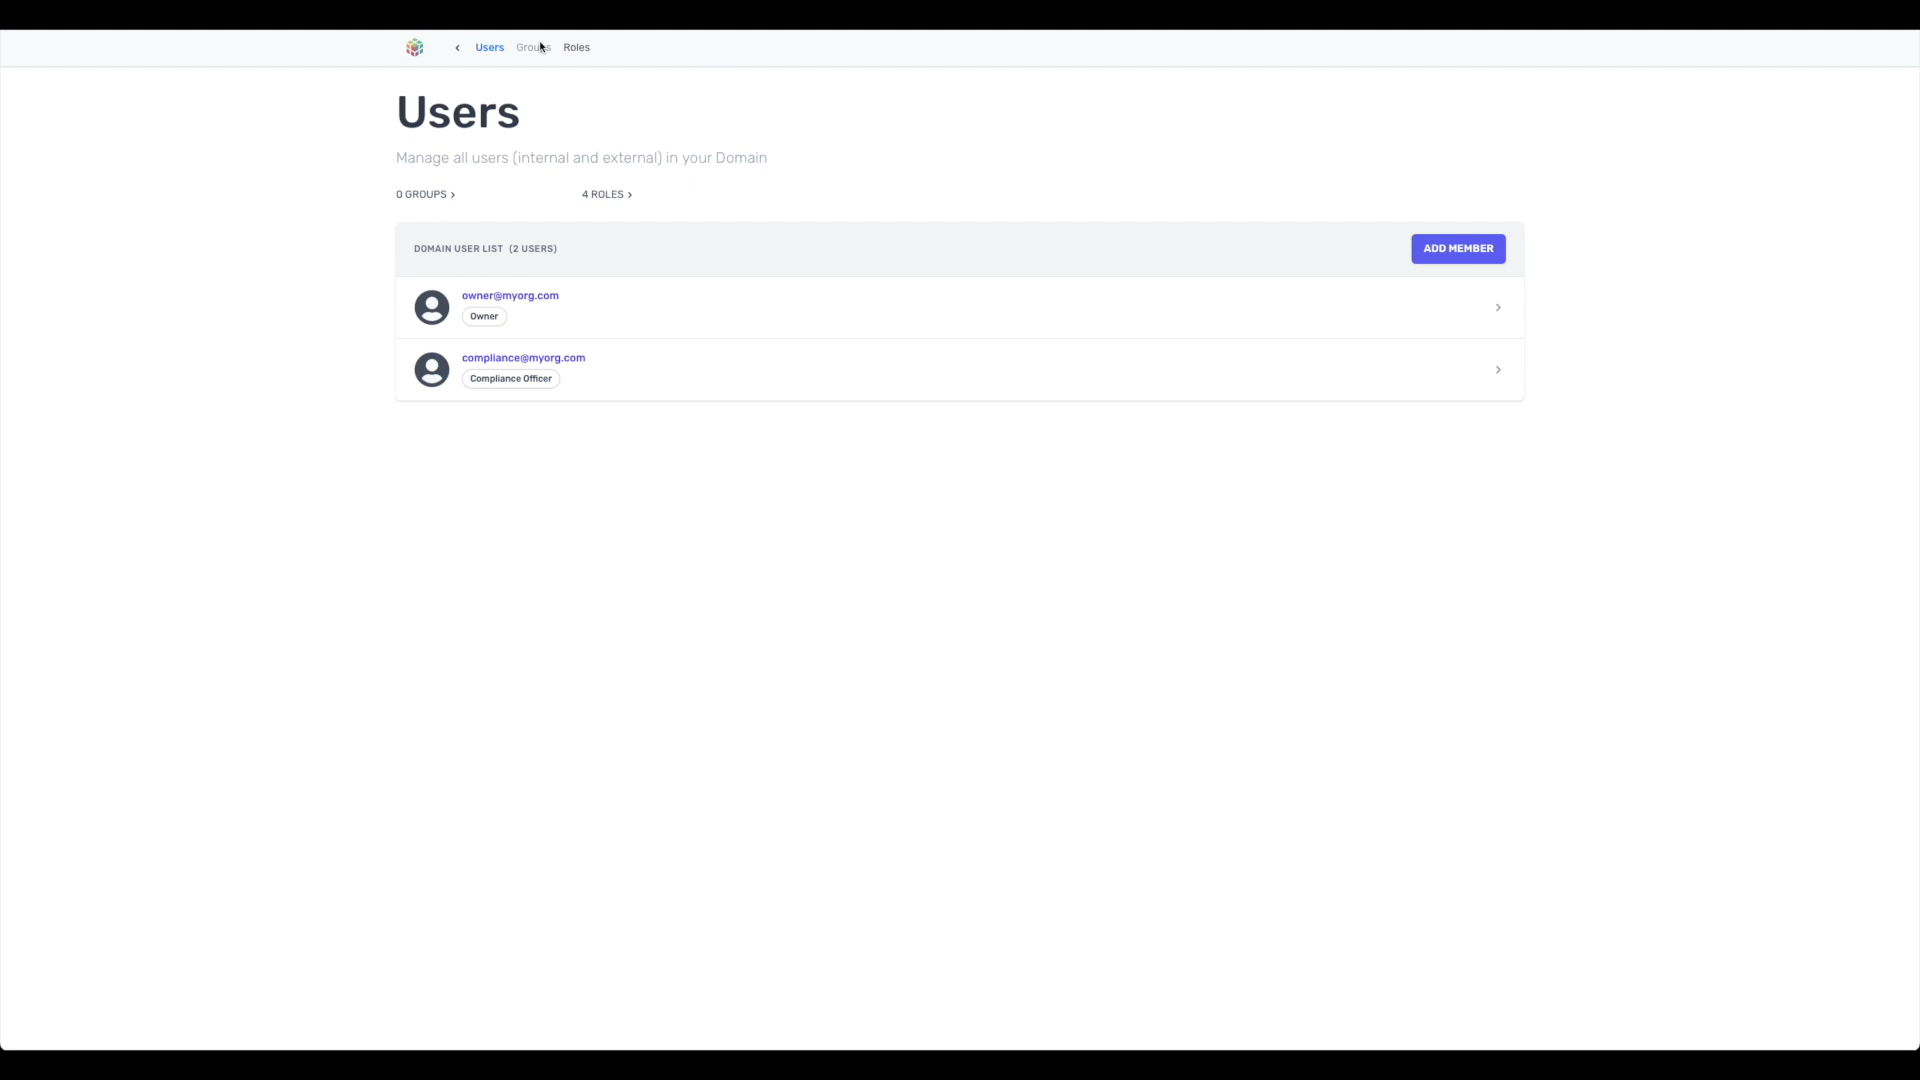 Users Groups Roles
Users
Manage all users (internal and external) in your Domain
0 GROUPS 4 ROLES
DOMAIN USER LIST (2 USERS) ADD MEMBER
owner@myorg.com
Owner
compliance@myorg.com
Compliance Officer